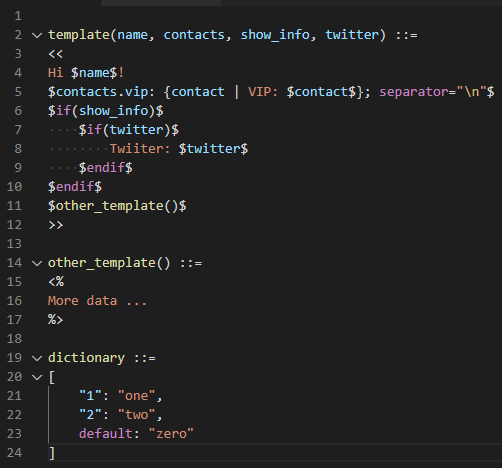 1
2 template(name, contacts, show_info, twitter) ::=
3 <<
4 Hi $name$!
5 $contacts.vip: {contact | VIP: $contact$}; separator="\n"$
6 $if(show_info)$
7     $if(twitter)$
8         Twiiter: $twitter$
9     $endif$
10 $endif$
11 $other_template()$
12 >>
13
14 other_template() ::=
15 <%
16 More data ...
17 %>
18
19 dictionary ::=
20 [
21     "1": "one",
22     "2": "two",
23     default: "zero"
24 ]